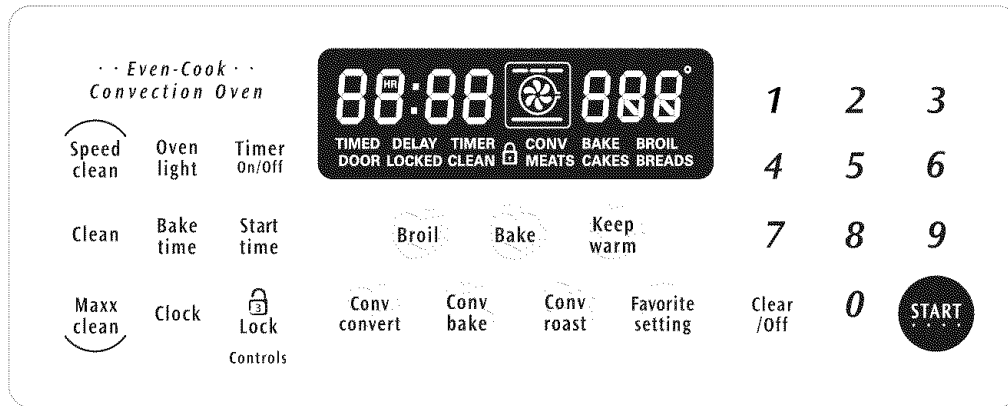 · · Even-Cook · ·
Convection Oven
88:88 HR 888°
TIMED DELAY TIMER CONV BAKE BROIL
DOOR LOCKED CLEAN MEATS CAKES BREADS
Speed
clean
Oven
light
Timer
On/Off
Clean
Bake
time
Start
time
Maxx
clean
Clock
3
Lock
Controls
Broil
Bake
Keep
warm
Conv
convert
Conv
bake
Conv
roast
Favorite
setting
1 2 3
4 5 6
7 8 9
Clear
/Off
0
START